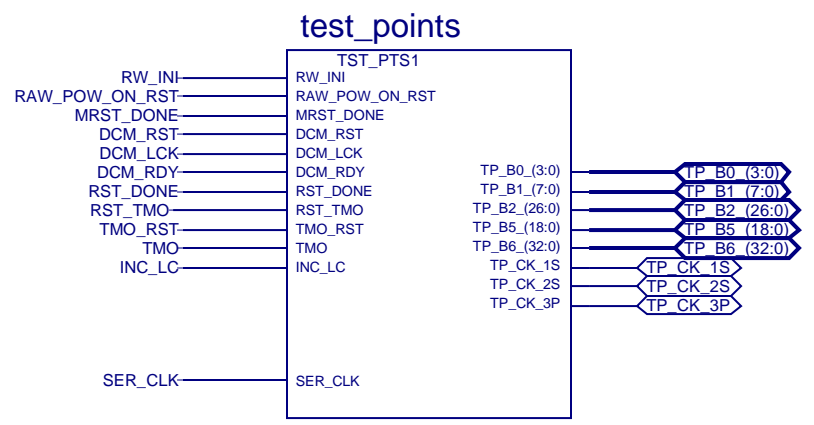 test_points
TST_PTS1
RW_INI RW_INI
RAW_POW_ON_RST RAW_POW_ON_RST
MRST_DONE MRST_DONE
DCM_RST DCM_RST
DCM_LCK DCM_LCK
DCM_RDY DCM_RDY TP_B0_(3:0) TP_B0_(3:0)
RST_DONE RST_DONE TP_B1_(7:0) TP_B1_(7:0)
RST_TMO RST_TMO TP_B2_(26:0) TP_B2_(26:0)
TMO_RST TMO_RST TP_B5_(18:0) TP_B5_(18:0)
TMO TMO TP_B6_(32:0) TP_B6_(32:0)
INC_LC INC_LC TP_CK_1S TP_CK_1S
TP_CK_2S TP_CK_2S
TP_CK_3P TP_CK_3P
SER_CLK SER_CLK